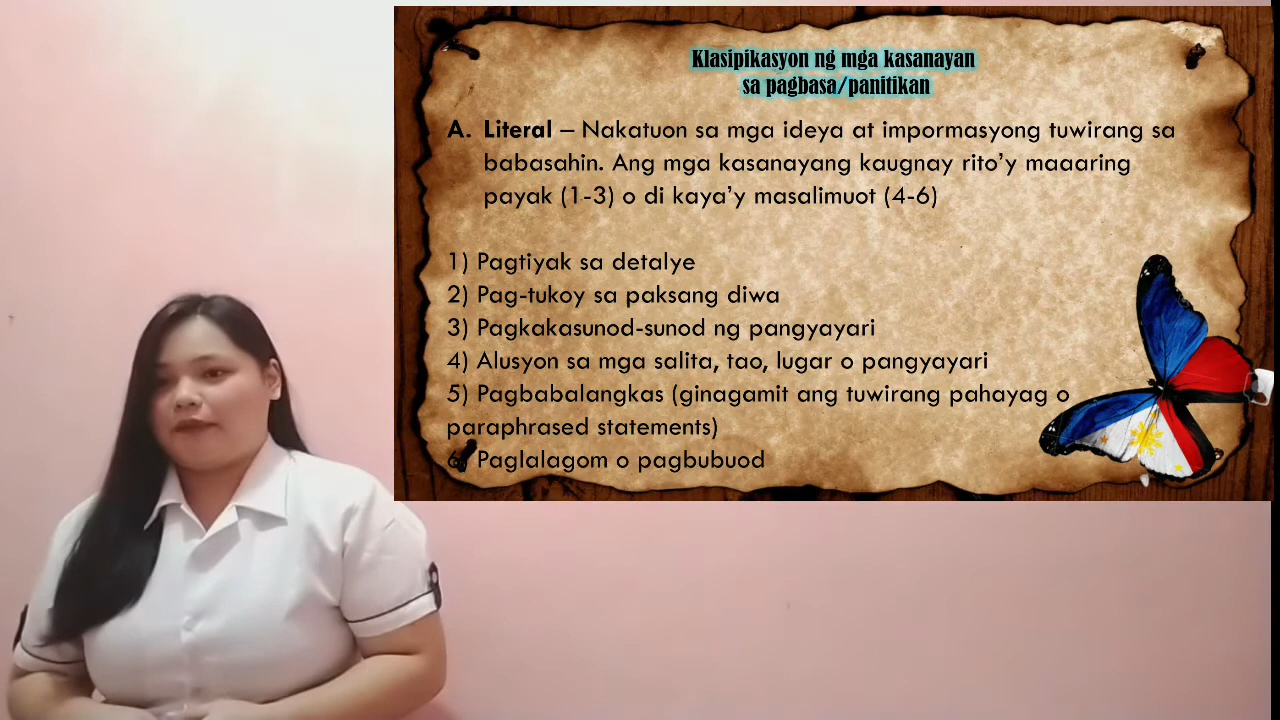 Klasipikasyon ng mga kasanayan
sa pagbasa/panitikan
A. Literal – Nakatuon sa mga ideya at impormasyong tuwirang sa
babasahin. Ang mga kasanayang kaugnay rito’y maaaring
payak (1-3) o di kaya’y masalimuot (4-6)
1) Pagtiyak sa detalye
2) Pag-tukoy sa paksang diwa
3) Pagkakasunod-sunod ng pangyayari
4) Alusyon sa mga salita, tao, lugar o pangyayari
5) Pagbabalangkas (ginagamit ang tuwirang pahayag o
paraphrased statements)
6) Paglalagom o pagbubuod